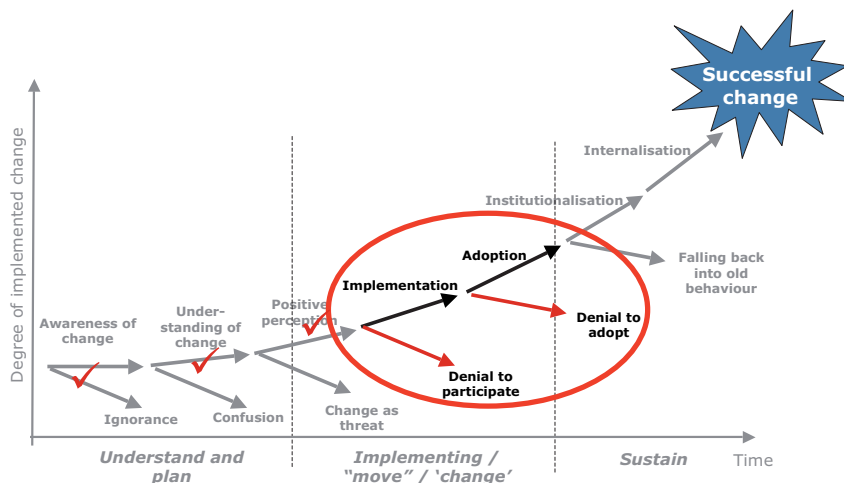 Successful
change
Internalisation
Institutionalisation
Degree of implemented change
Adoption
Falling back
into old
behaviour
Implementation
Positive
perception
Under-
standing of
change
Awareness of
change
Denial to
adopt
Denial to
participate
Change as
threat
Confusion
Ignorance
Understand and
plan
Implementing /
“move” / ‘change’
Sustain
Time